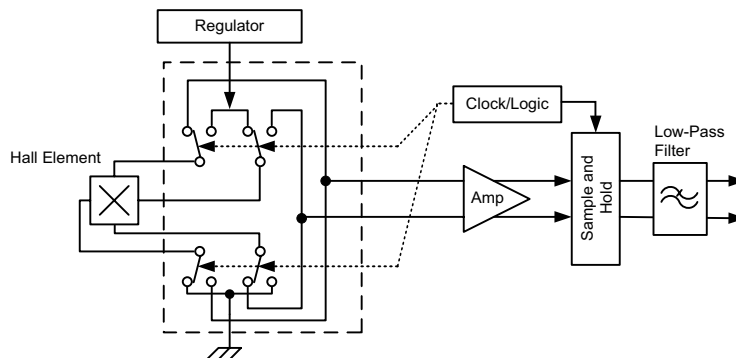 Regulator
Clock/Logic
Low-Pass
Filter
Hall Element
Amp
Sample and
Hold